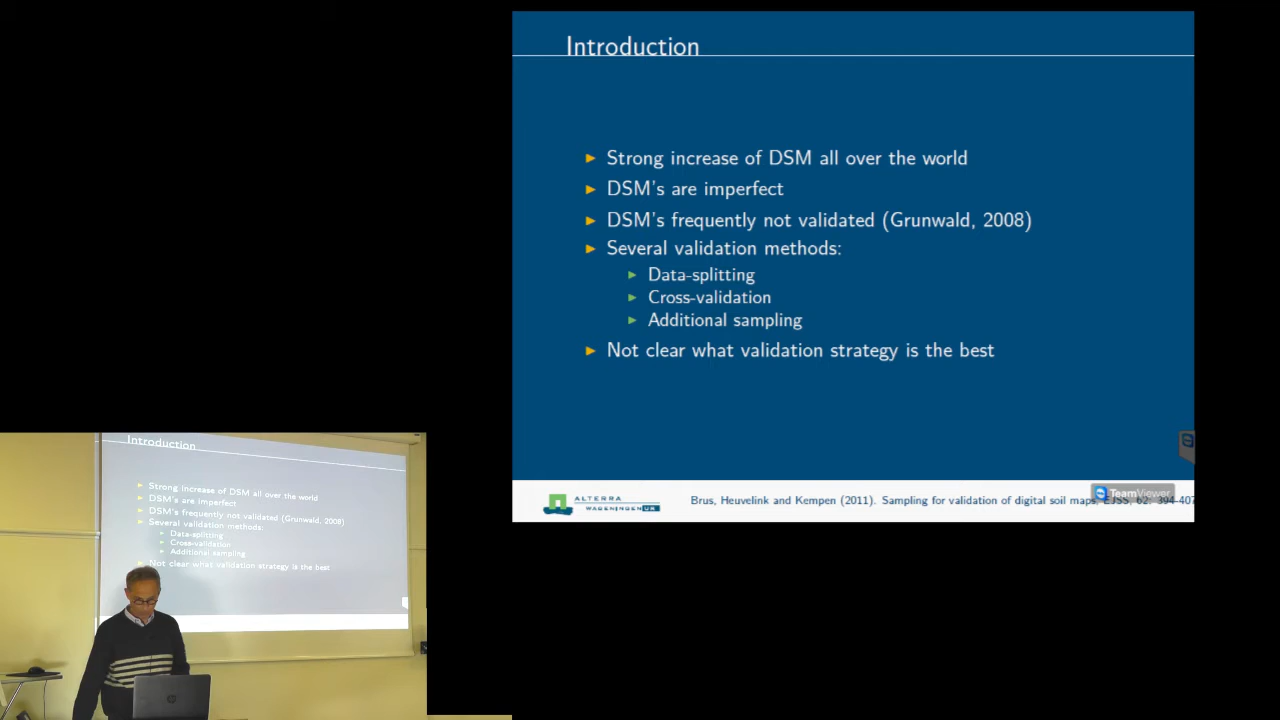 Introduction
Strong increase of DSM all over the world
DSM's are imperfect
DSM's frequently not validated (Grunwald, 2008)
Several validation methods:
Data-splitting
Cross-validation
Additional sampling
Not clear what validation strategy is the best
ALTERRA
WAGENINGEN UR
Brus, Heuvelink and Kempen (2011). Sampling for validation of digital soil maps, EJSS, 62: 394-407
TeamViewer
Introduction
Strong increase of DSM all over the world
DSM's are imperfect
DSM's frequently not validated (Grunwald, 2008)
Several validation methods:
Data-splitting
Cross-validation
Additional sampling
Not clear what validation strategy is the best